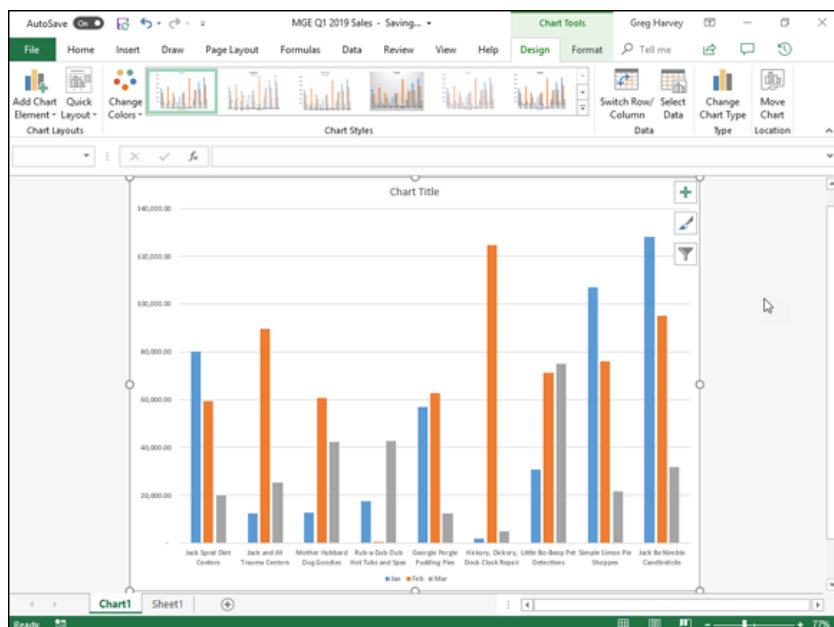 AutoSave On MGE Q1 2019 Sales - Saving... Chart Tools Greg Harvey
File Home Insert Draw Page Layout Formulas Data Review View Help Design Format Tell me
Add Chart Quick Change Switch Row/ Select Change Move
Element Layout Colors Column Data Chart Type Chart
Chart Layouts Chart Styles Data Type Location
fx
Chart Title
140,000.00
120,000.00
100,000.00
80,000.00
60,000.00
40,000.00
20,000.00
-
Jack Sprat Diet Jack and Jill Mother Hubbard Rub-a-Dub-Dub Georgie Porgie Hickory, Dickory, Little Bo-Beep Pet Simple Simon Pie Jack Be Nimble
Centers Trauma Centers Dog Goodies Hot Tubs and Spas Pudding Pies Dock Clock Repair Detectives Shoppes Candlesticks
Jan Feb Mar
Chart1 Sheet1
Ready 77%